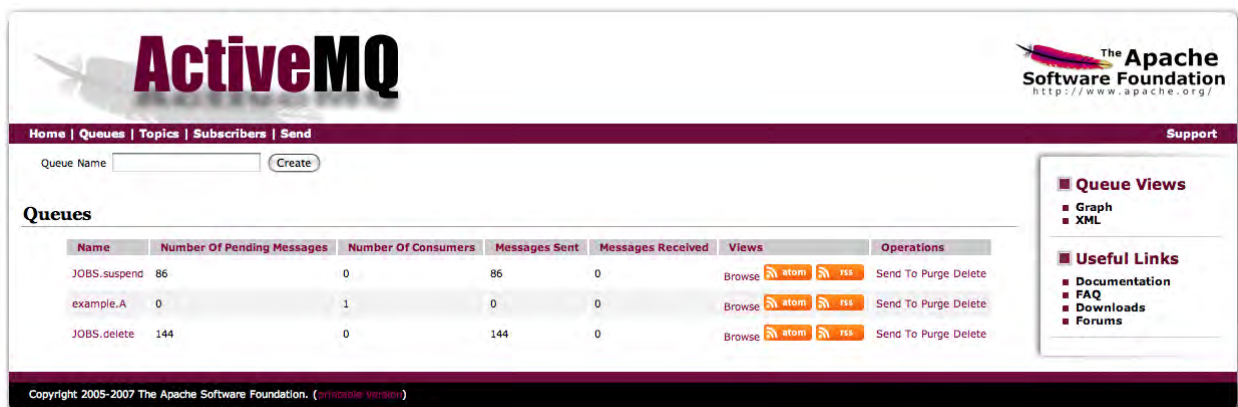 ActiveMQ
The Apache
Software Foundation
http://www.apache.org/
Home | Queues | Topics | Subscribers | Send
Support
Queue Name
Create
Queues
Name Number Of Pending Messages Number Of Consumers Messages Sent Messages Received Views Operations
JOBS.suspend 86 0 86 0 Browse atom rss Send To Purge Delete
example.A 0 1 0 0 Browse atom rss Send To Purge Delete
JOBS.delete 144 0 144 0 Browse atom rss Send To Purge Delete
Queue Views
Graph
XML
Useful Links
Documentation
FAQ
Downloads
Forums
Copyright 2005-2007 The Apache Software Foundation. (printable version)